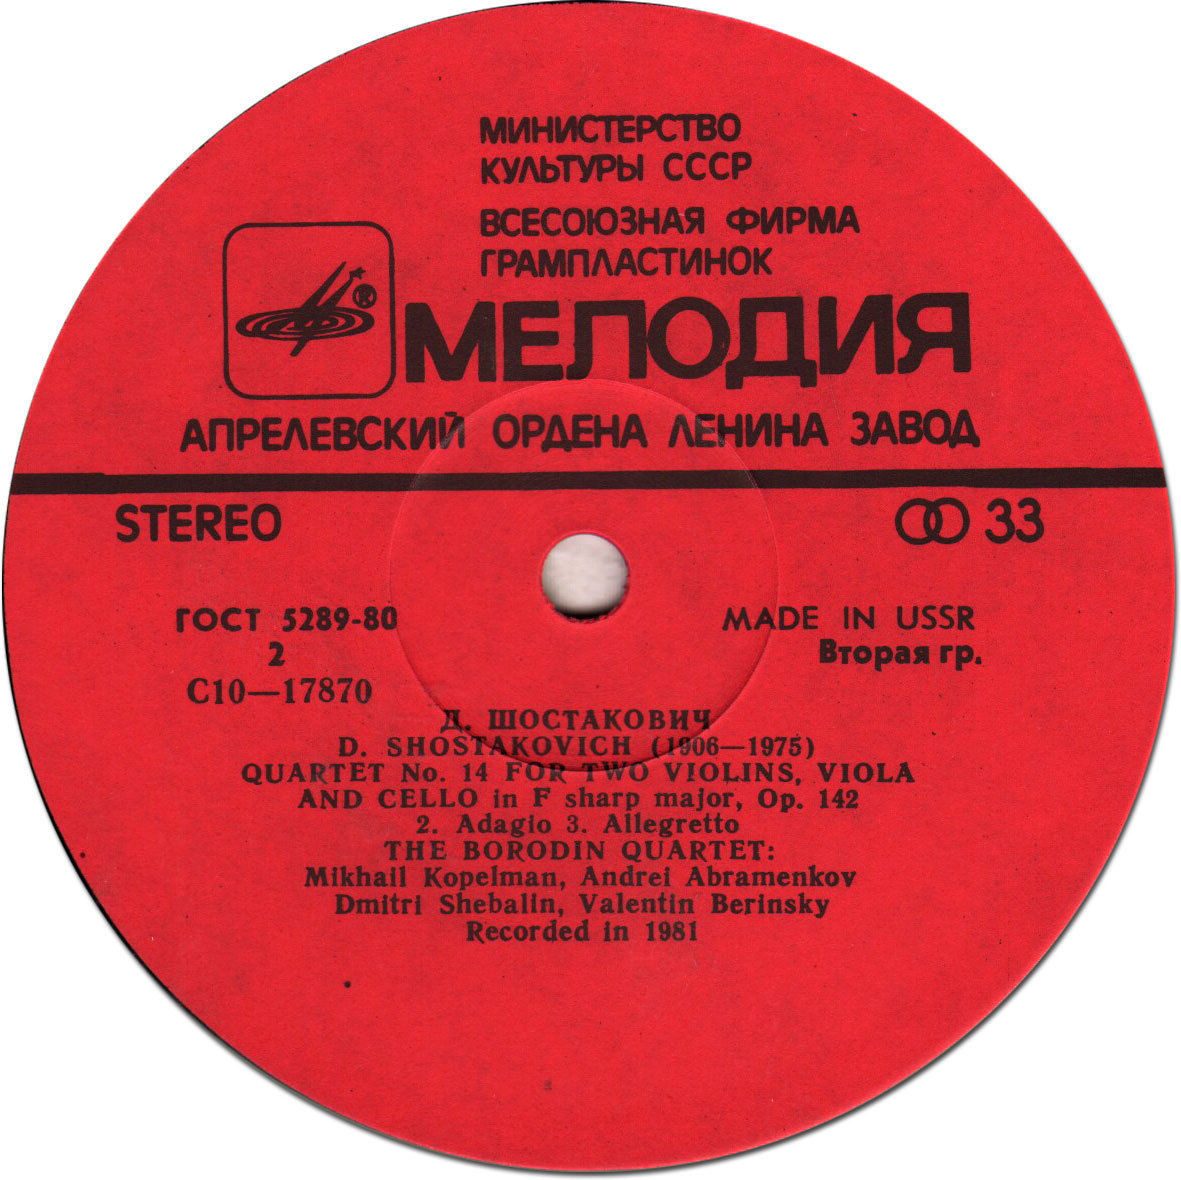 МИНИСТЕРСТВО
КУЛЬТУРЫ СССР
ВСЕСОЮЗНАЯ ФИРМА
ГРАМПЛАСТИНОК
®
МЕЛОДИЯ
АПРЕЛЕВСКИЙ ОРДЕНА ЛЕНИНА ЗАВОД
STEREO 33
ГОСТ 5289-80 MADE IN USSR
2 Вторая гр.
С10—17870
Д. ШОСТАКОВИЧ
D. SHOSTAKOVICH (1906—1975)
QUARTET No. 14 FOR TWO VIOLINS, VIOLA
AND CELLO in F sharp major, Op. 142
2. Adagio 3. Allegretto
THE BORODIN QUARTET:
Mikhail Kopelman, Andrei Abramenkov
Dmitri Shebalin, Valentin Berinsky
Recorded in 1981